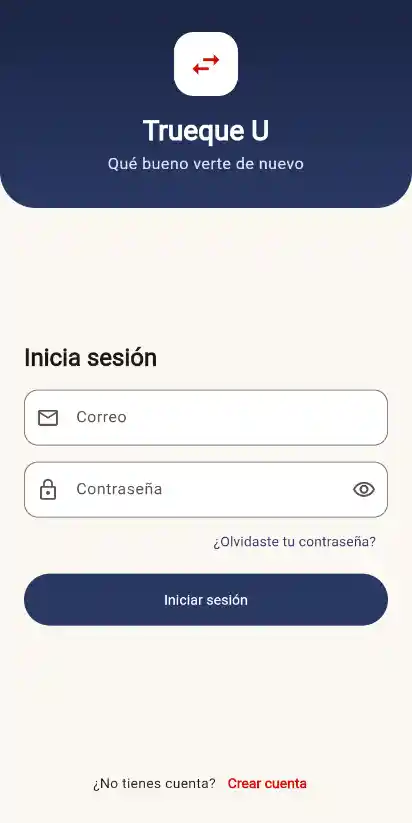 Trueque U
Qué bueno verte de nuevo
Inicia sesión
Correo
Contraseña
¿Olvidaste tu contraseña?
Iniciar sesión
¿No tienes cuenta? Crear cuenta